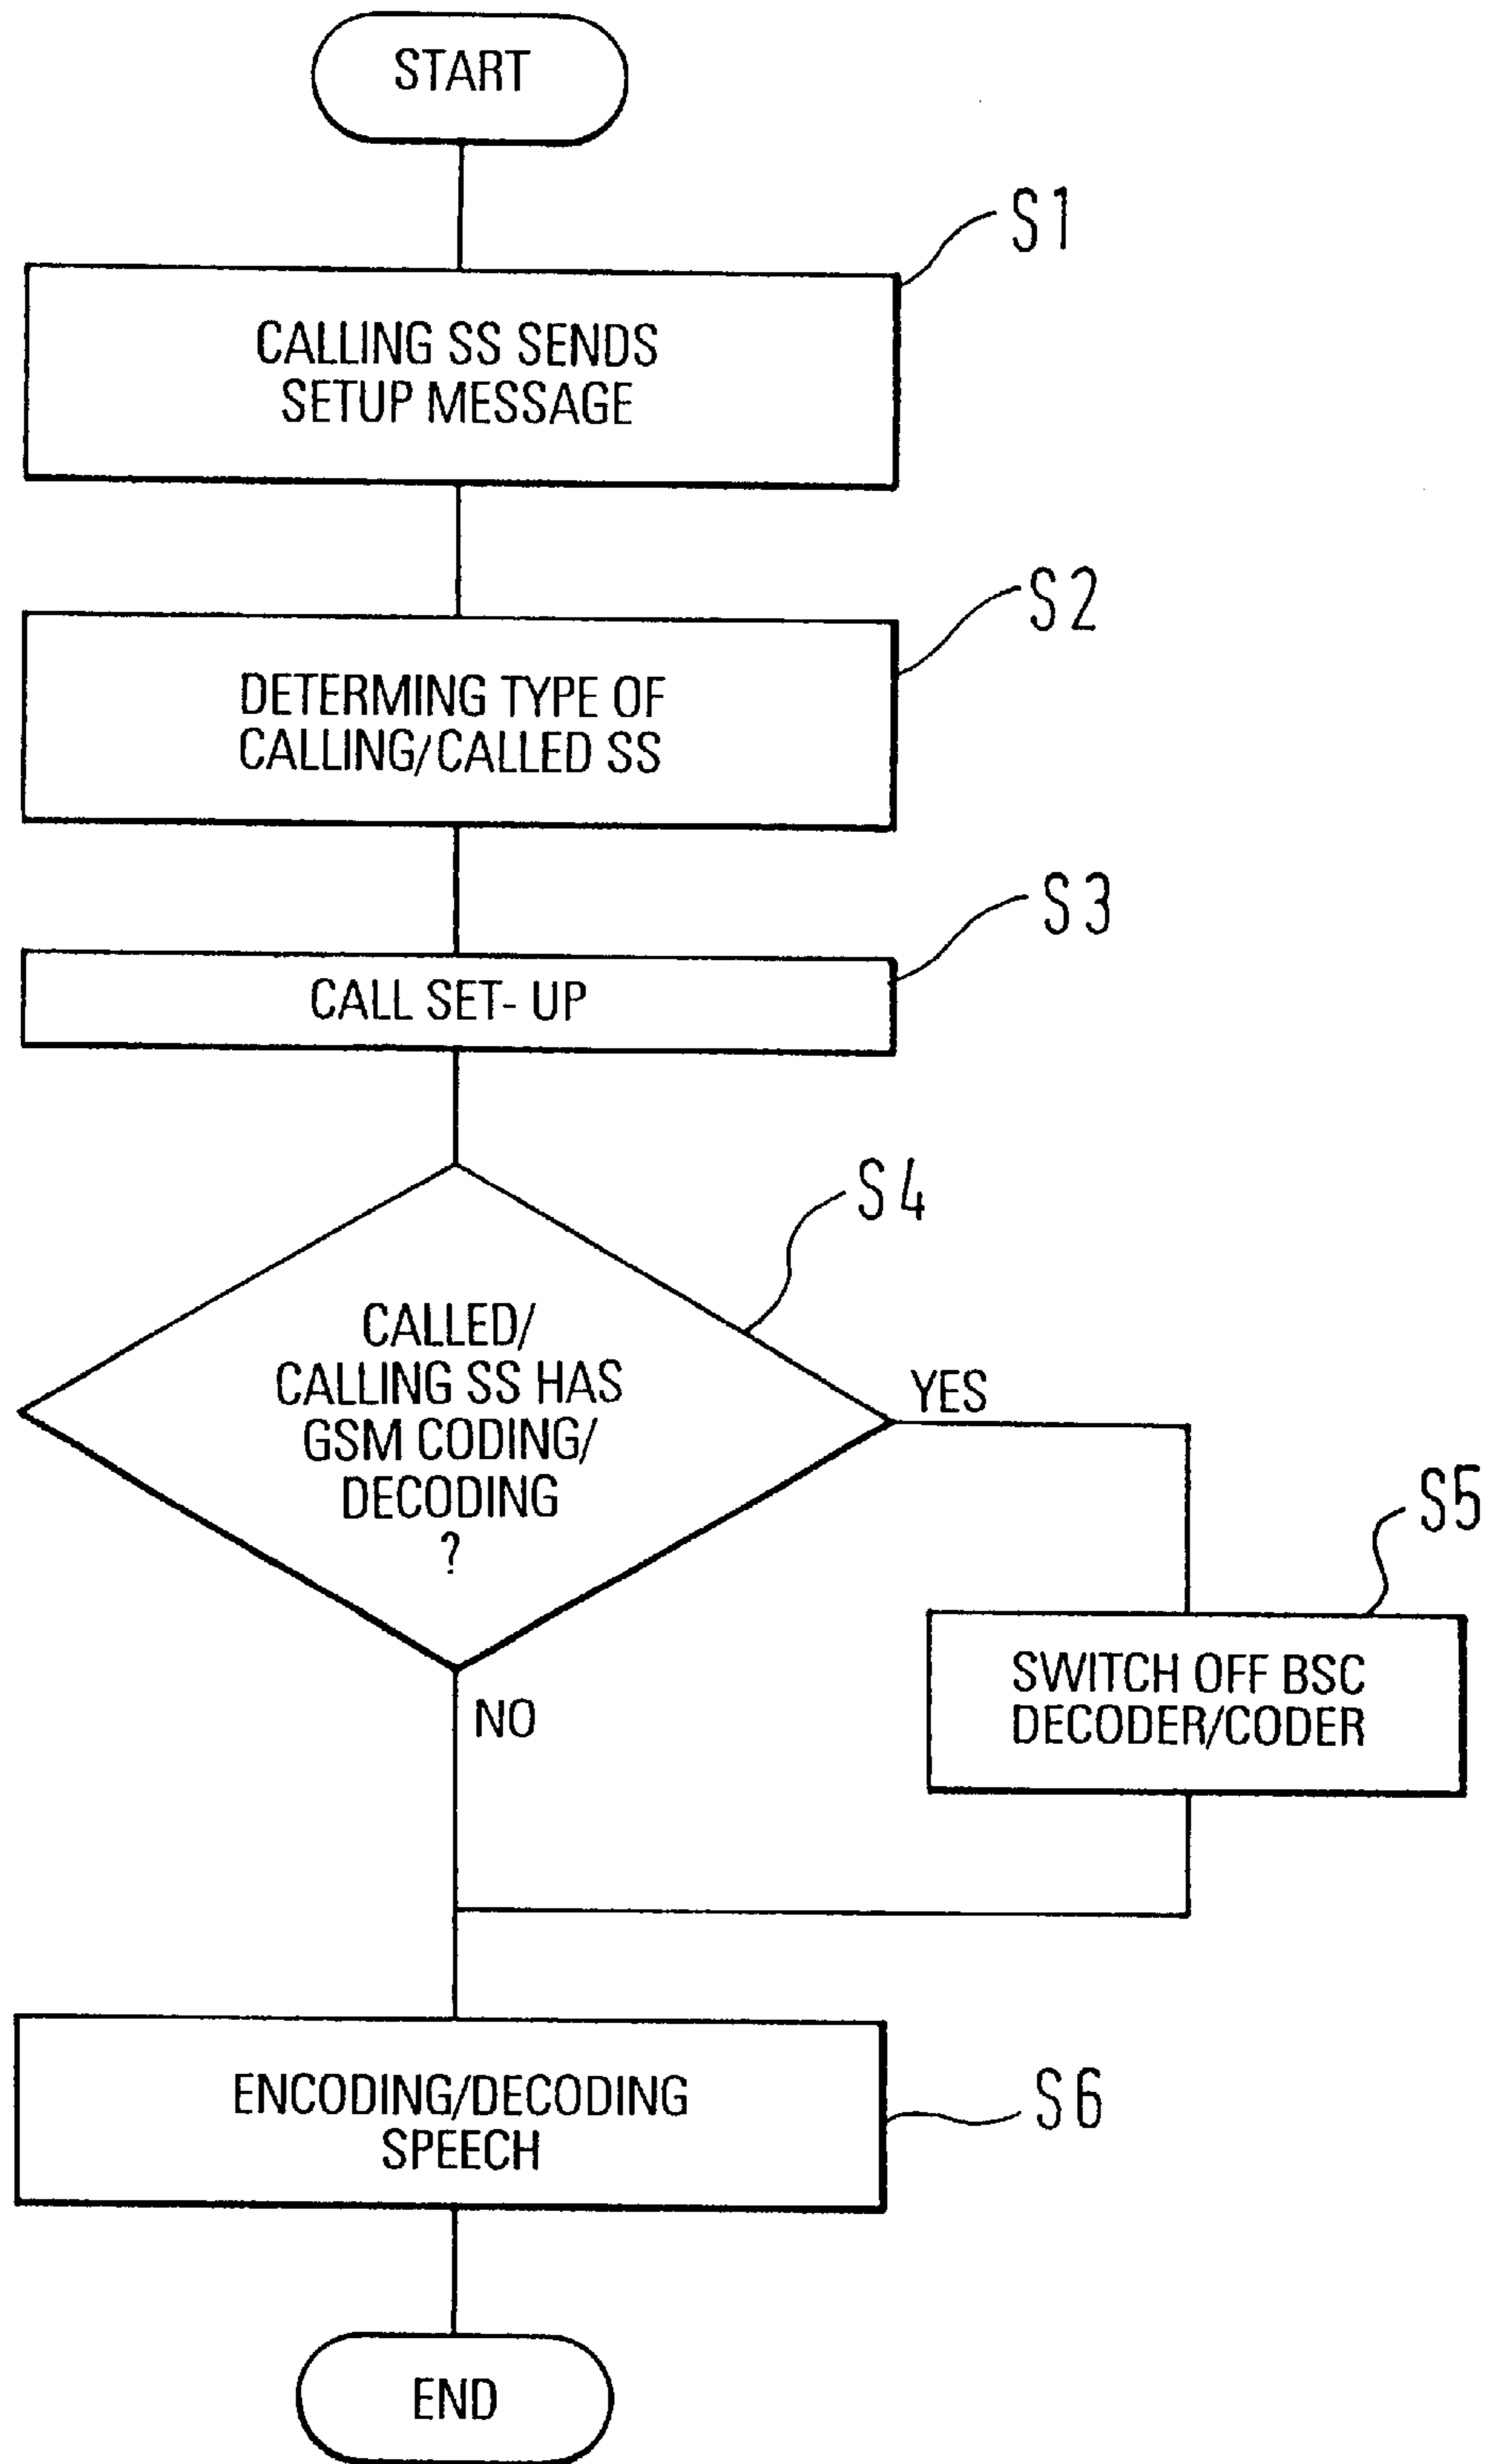 START
S1
CALLING SS SENDS
SETUP MESSAGE
S2
DETERMING TYPE OF
CALLING/CALLED SS
S3
CALL SET- UP
S4
CALLED/
CALLING SS HAS
GSM CODING/
DECODING
?
YES
S5
SWITCH OFF BSC
DECODER/CODER
NO
ENCODING/DECODING
SPEECH
S6
END